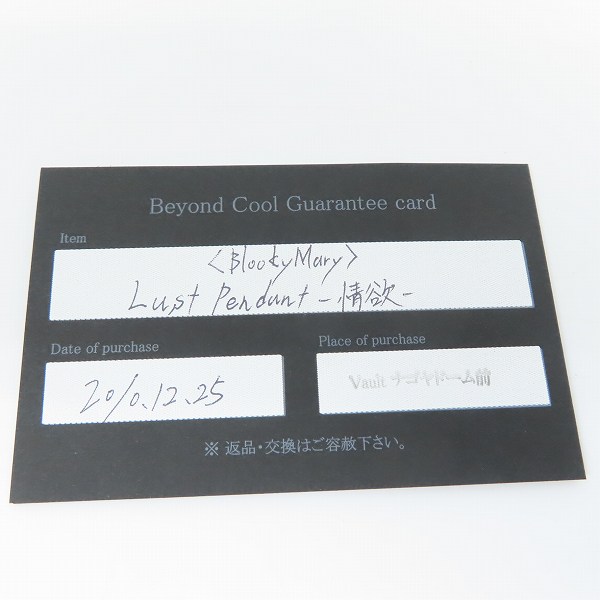 Beyond Cool Guarantee card
Item
<BloodyMary>
Lust Pendant -情欲-
Date of purchase
Place of purchase
2010.12.25
Vault ナゴヤドーム前
※ 返品・交換はご容赦下さい。